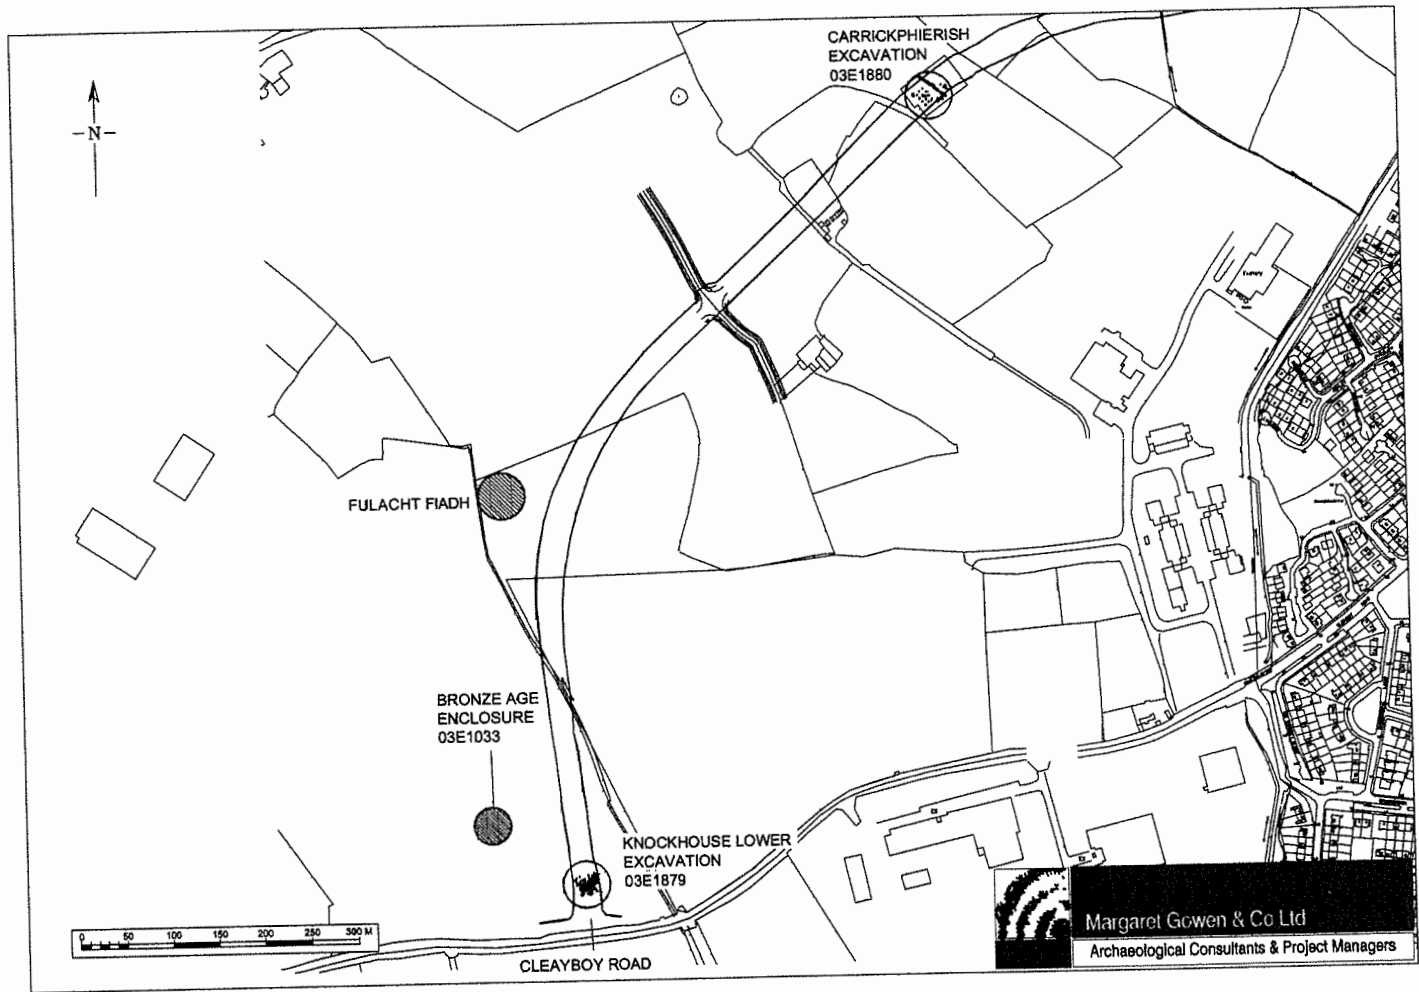 CARRICKPHIERISH
EXCAVATION
03E1880
-N-
FULACHT FIADH
BRONZE AGE
ENCLOSURE
03E1033
KNOCKHOUSE LOWER
EXCAVATION
03E1879
0 50 100 150 200 250 300 M
CLEAYBOY ROAD
Margaret Gowen & Co Ltd
Archaeological Consultants & Project Managers